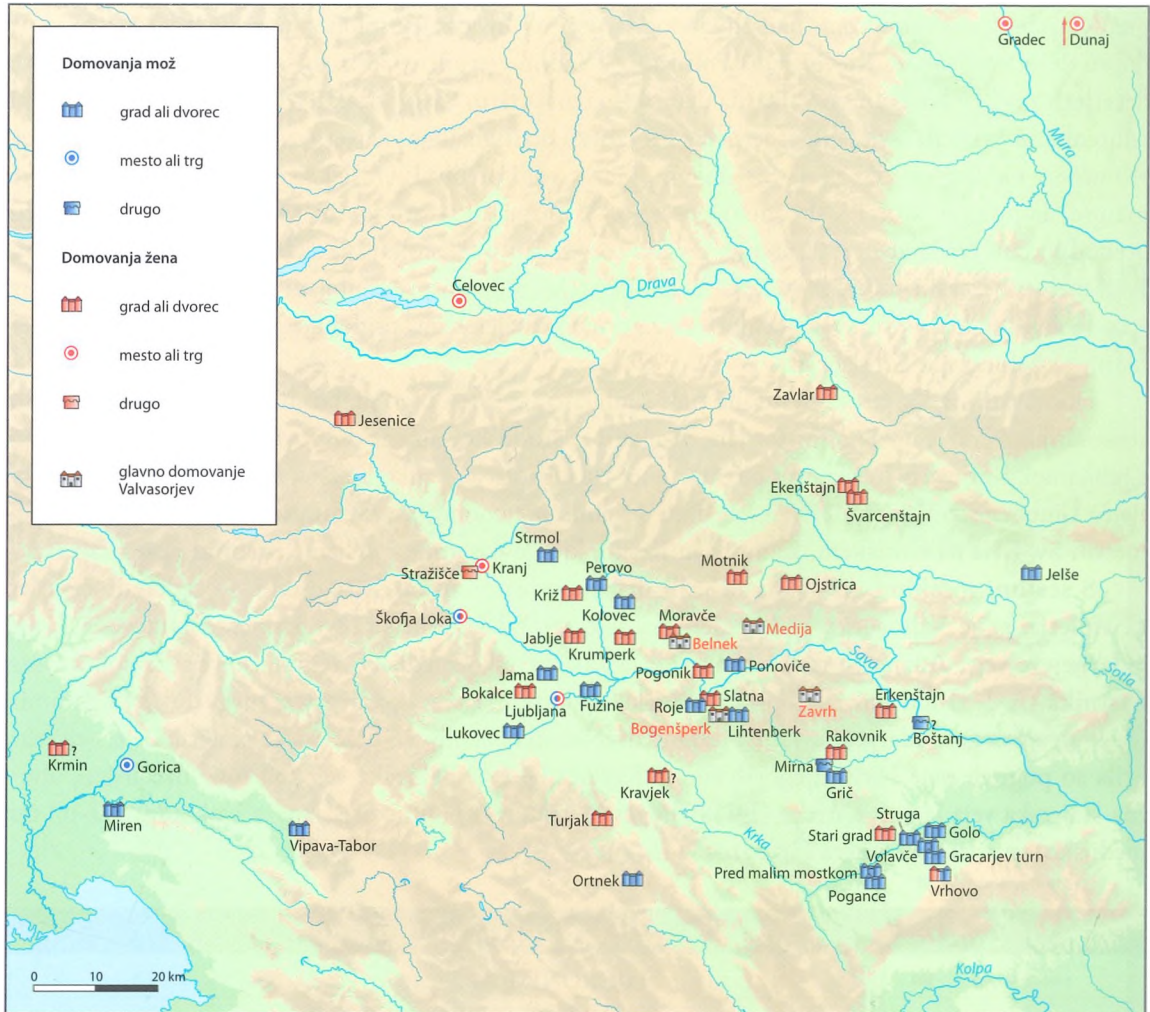 Domovanja mož
grad ali dvorec
mesto ali trg
drugo
Domovanja žena
grad ali dvorec
mesto ali trg
drugo
glavno domovanje
Valvasorjev
Gradec
Dunaj
Mura
Celovec
Drava
Jesenice
Zavlar
Ekenštajn
Švarcenštajn
Strmol
Stražišče
Kranj
Perovo
Motnik
Ojstrica
Jelše
Križ
Kolovec
Škofja Loka
Moravče
Medija
Jablje
Krumperk
Belnek
Sava
Sotla
Jama
Pogonik
Ponoviče
Bokalce
Ljubljana
Fužine
Roje
Slatna
Zavrh
Erkenštajn
Lukovec
Bogenšperk
Lihtenberk
?
Boštanj
Rakovnik
?
Krmin
Gorica
Mirna
Grič
?
Kravjek
Miren
Vipava-Tabor
Turjak
Krka
Struga
Stari grad
Golo
Volavče
Gracarjev turn
Ortnek
Pred malim mostkom
Pogance
Vrhovo
Kolpa
0 10 20 km